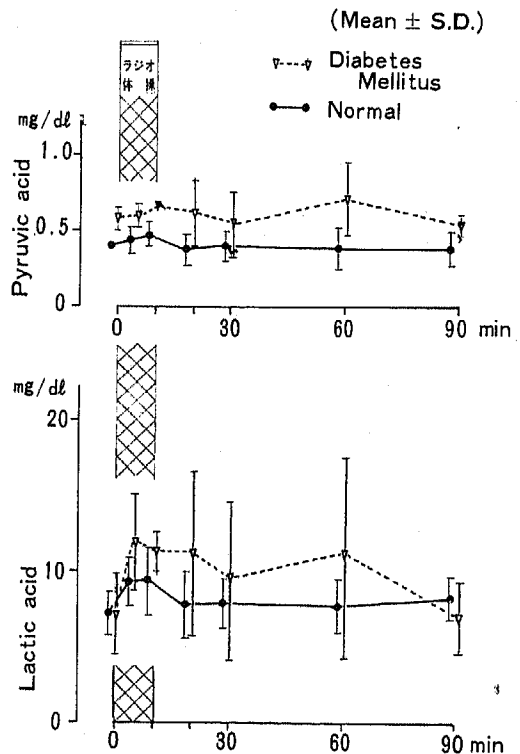 (Mean ± S.D.)
Diabetes
Mellitus
Normal
ラジオ
体操
mg/dl
1.0
0.5
0
Pyruvic acid
0
30
60
90 min
mg/dl
20
10
0
Lactic acid
0
30
60
90 min